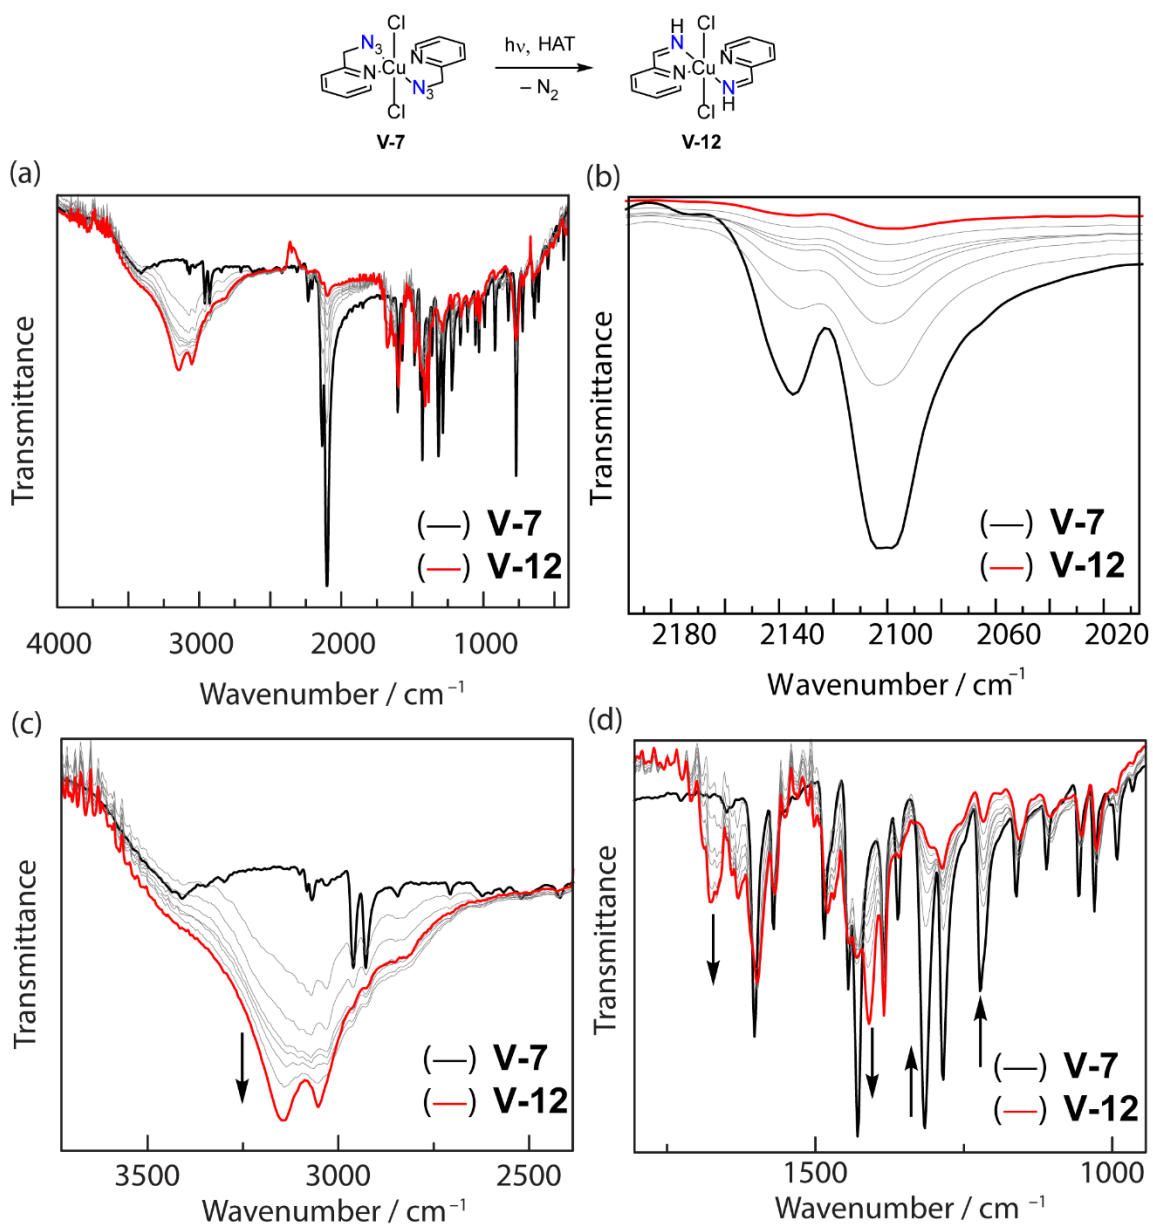 Cl
H
N₃
N
N
hν, HAT
N
Cu
N
Cu
N₃
– N₂
N
N
H
Cl
Cl
V-7
V-12
(a)
(b)
Transmittance
Transmittance
(—) V-7
(—) V-12
(—) V-7
(—) V-12
4000 3000 2000 1000
2180 2140 2100 2060 2020
Wavenumber / cm⁻¹
Wavenumber / cm⁻¹
(c)
(d)
Transmittance
Transmittance
(—) V-7
(—) V-12
(—) V-7
(—) V-12
3500 3000 2500
1500 1000
Wavenumber / cm⁻¹
Wavenumber / cm⁻¹